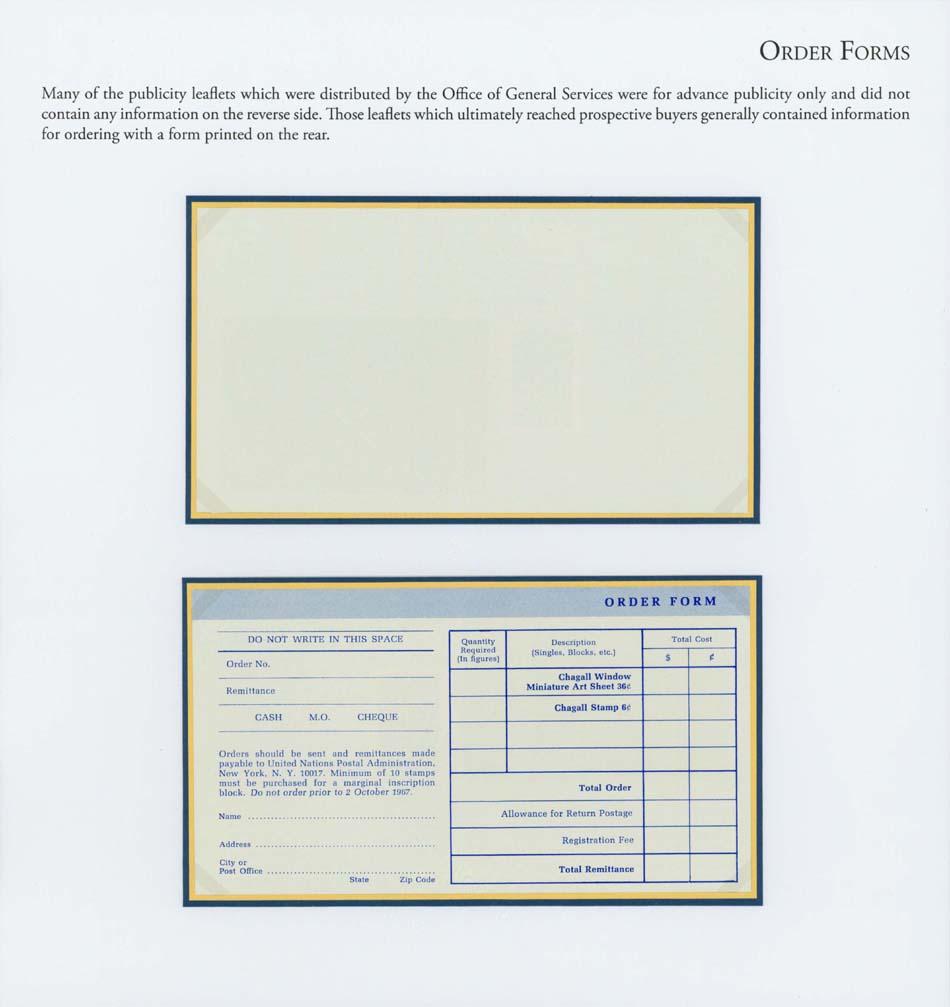 ORDER FORMS
Many of the publicity leaflets which were distributed by the Office of General Services were for advance publicity only and did not
contain any information on the reverse side. Those leaflets which ultimately reached prospective buyers generally contained information
for ordering with a form printed on the rear.
ORDER FORM
DO NOT WRITE IN THIS SPACE
Order No.
Remittance
CASH M.O. CHEQUE
Orders should be sent and remittances made
payable to United Nations Postal Administration,
New York, N. Y. 10017. Minimum of 10 stamps
must be purchased for a marginal inscription
block. Do not order prior to 2 October 1967.
Name
Address
City or
Post Office
State Zip Code
Quantity
Required
(In figures)
Description
(Singles, Blocks, etc.)
Total Cost
$ ¢
Chagall Window
Miniature Art Sheet 36¢
Chagall Stamp 6¢
Total Order
Allowance for Return Postage
Registration Fee
Total Remittance